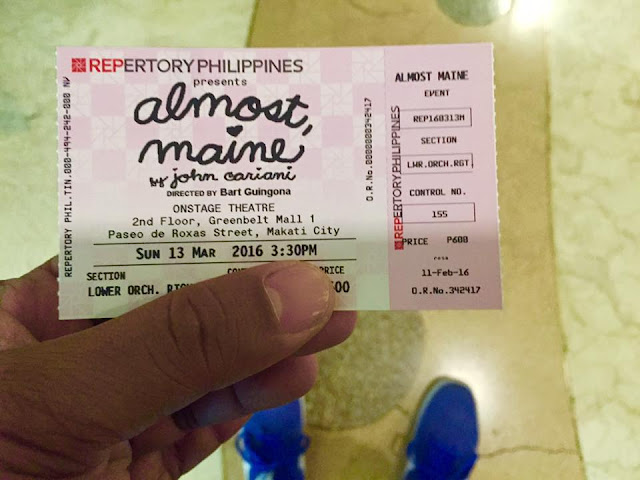 REPERTORY PHILIPPINES
presents
almost,
maine
by john cariani
DIRECTED BY Bart Guingona
ONSTAGE THEATRE
2nd Floor, Greenbelt Mall 1
Paseo de Roxas Street, Makati City
SUN 13 MAR 2016 3:30PM
SECTION PRICE
LOWER ORCH. 00
REPERTORY PHIL.TIN.000-494-242-000 NV
O.R.No.0000000342417
REPERTORY PHILIPPINES
ALMOST MAINE
EVENT
REP160313M
SECTION
LWR.ORCH.RGT.
CONTROL NO.
155
PRICE P600
11-Feb-16
O.R.No.342417